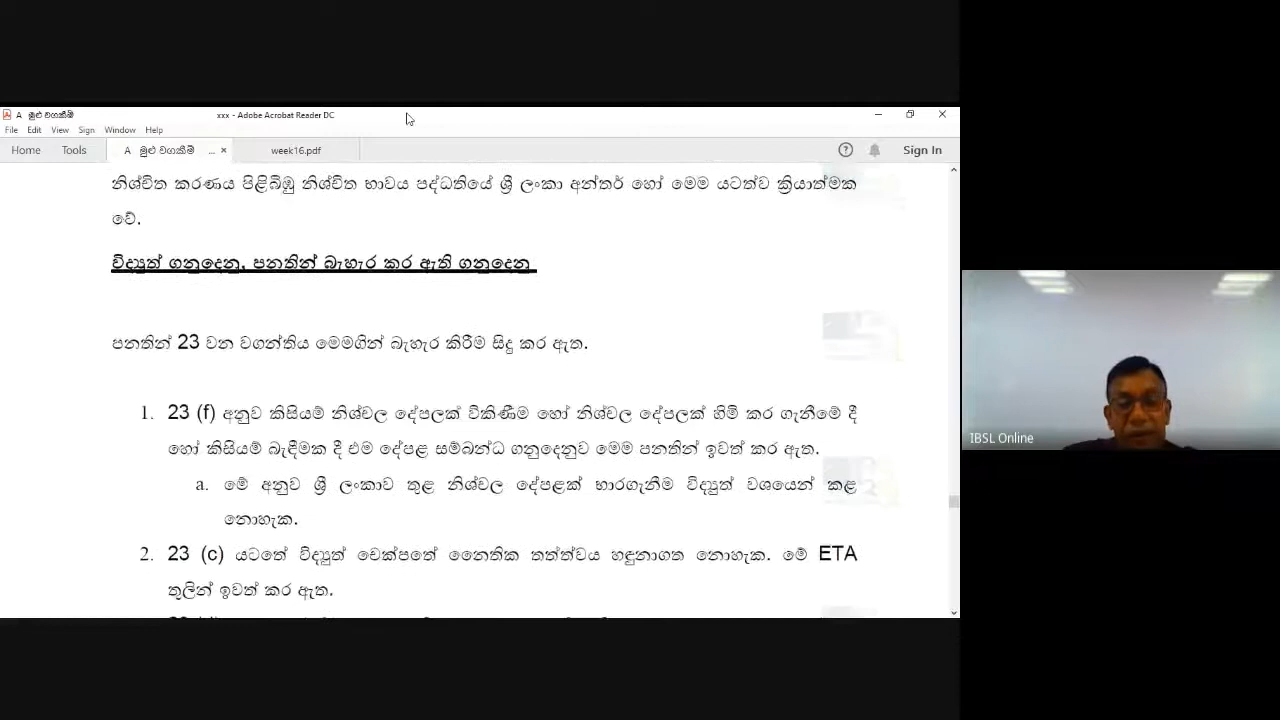 A මුළු වගකීම්
xxx - Adobe Acrobat Reader DC
File Edit View Sign Window Help
Home Tools A මුළු වගකීම් ... × week16.pdf Sign In
නිශ්චිත කරණය පිළිබිඹු නිශ්චිත භාවය පද්ධතියේ ශ්‍රී ලංකා අන්තර් හෝ මෙම යටත්ව ක්‍රියාත්මක
වේ.
විද්‍යුත් ගනුදෙනු, පනතින් බැහැර කර ඇති ගනුදෙනු
පනතින් 23 වන වගන්තිය මෙමගින් බැහැර කිරීම සිදු කර ඇත.
1. 23 (f) අනුව කිසියම් නිශ්චල දේපලක් විකිණීම හෝ නිශ්චල දේපලක් හිමි කර ගැනීමේ දී
හෝ කිසියම් බැඳීමක දී එම දේපළ සම්බන්ධ ගනුදෙනුව මෙම පනතින් ඉවත් කර ඇත.
a. මේ අනුව ශ්‍රී ලංකාව තුළ නිශ්චල දේපළක් භාරගැනීම විද්‍යුත් වශයෙන් කළ
නොහැක.
2. 23 (c) යටතේ විද්‍යුත් චෙක්පතේ නෛතික තත්ත්වය හඳුනාගත නොහැක. මේ ETA
තුලින් ඉවත් කර ඇත.
IBSL Online